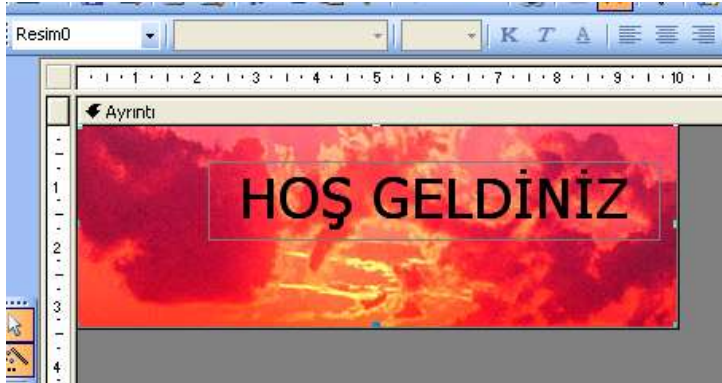 Resim0
K T A
1 2 3 4 5 6 7 8 9 10
Ayrıntı
HOŞ GELDİNİZ
1
2
3
4